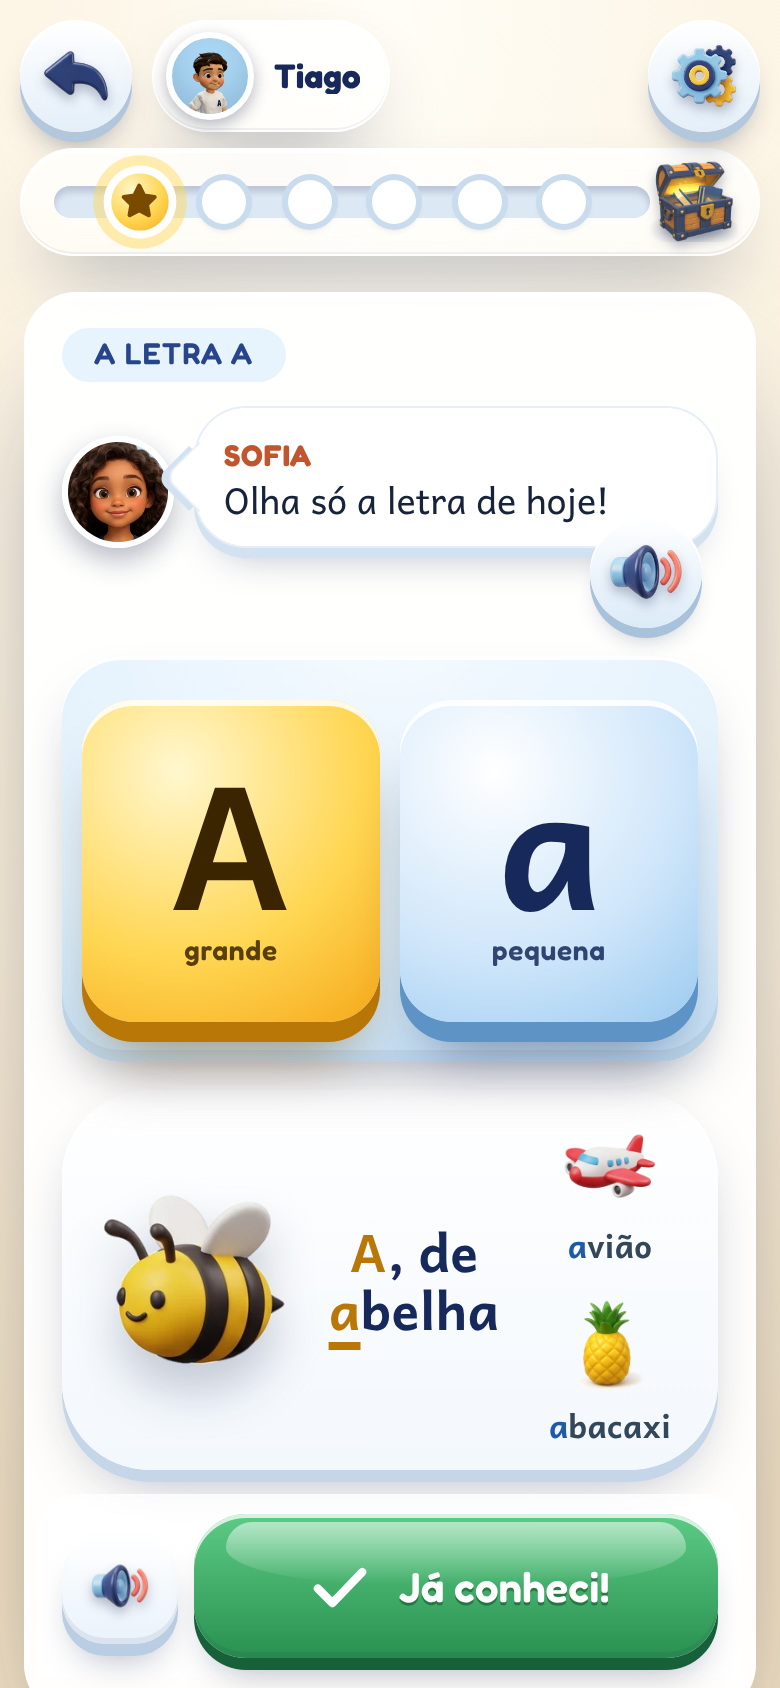 Tiago
A LETRA A
SOFIA
Olha só a letra de hoje!
A
grande
a
pequena
A, de
abelha
avião
abacaxi
Já conheci!